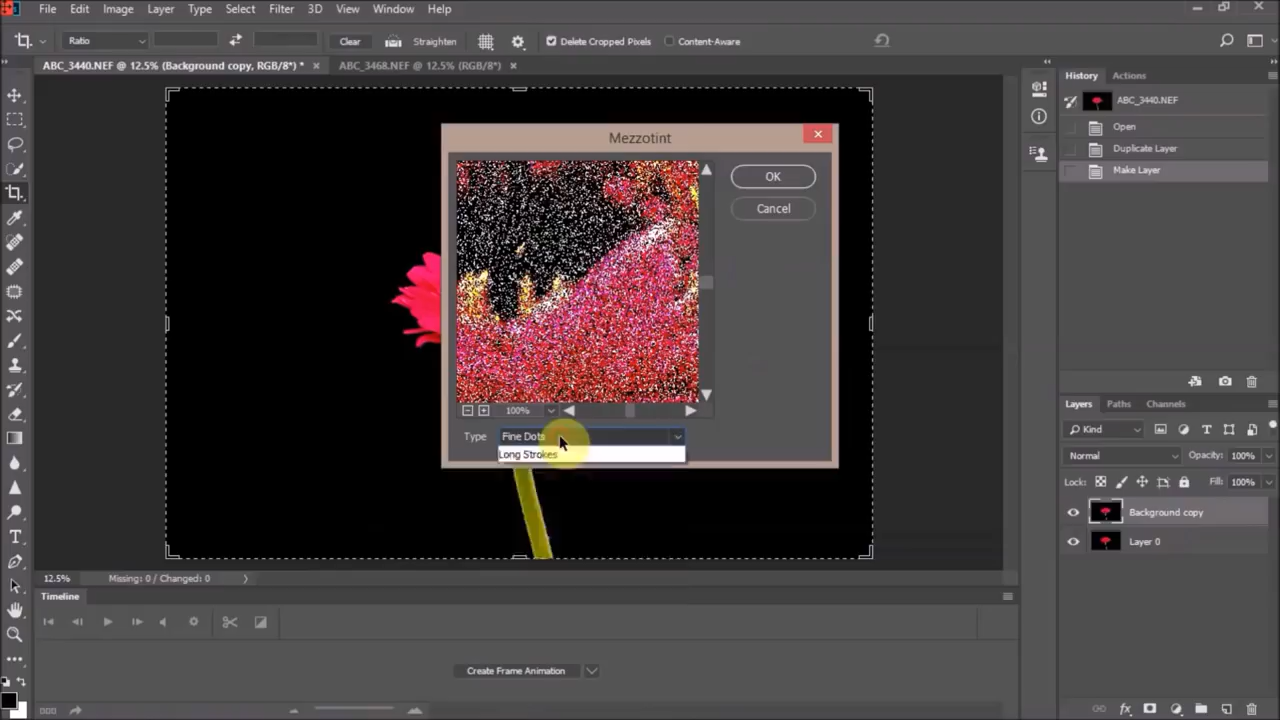 File Edit Image Layer Type Select Filter 3D View Window Help
Ratio Clear Straighten Delete Cropped Pixels Content-Aware
ABC_3440.NEF @ 12.5% (Background copy, RGB/8*) * ABC_3468.NEF @ 12.5% (RGB/8*)
History Actions
ABC_3440.NEF
Open
Duplicate Layer
Make Layer
Mezzotint
OK
Cancel
100%
Type Fine Dots
Long Strokes
Layers Paths Channels
Kind
Normal Opacity: 100%
Lock: Fill: 100%
Background copy
Layer 0
12.5% Missing: 0 / Changed: 0
Timeline
Create Frame Animation